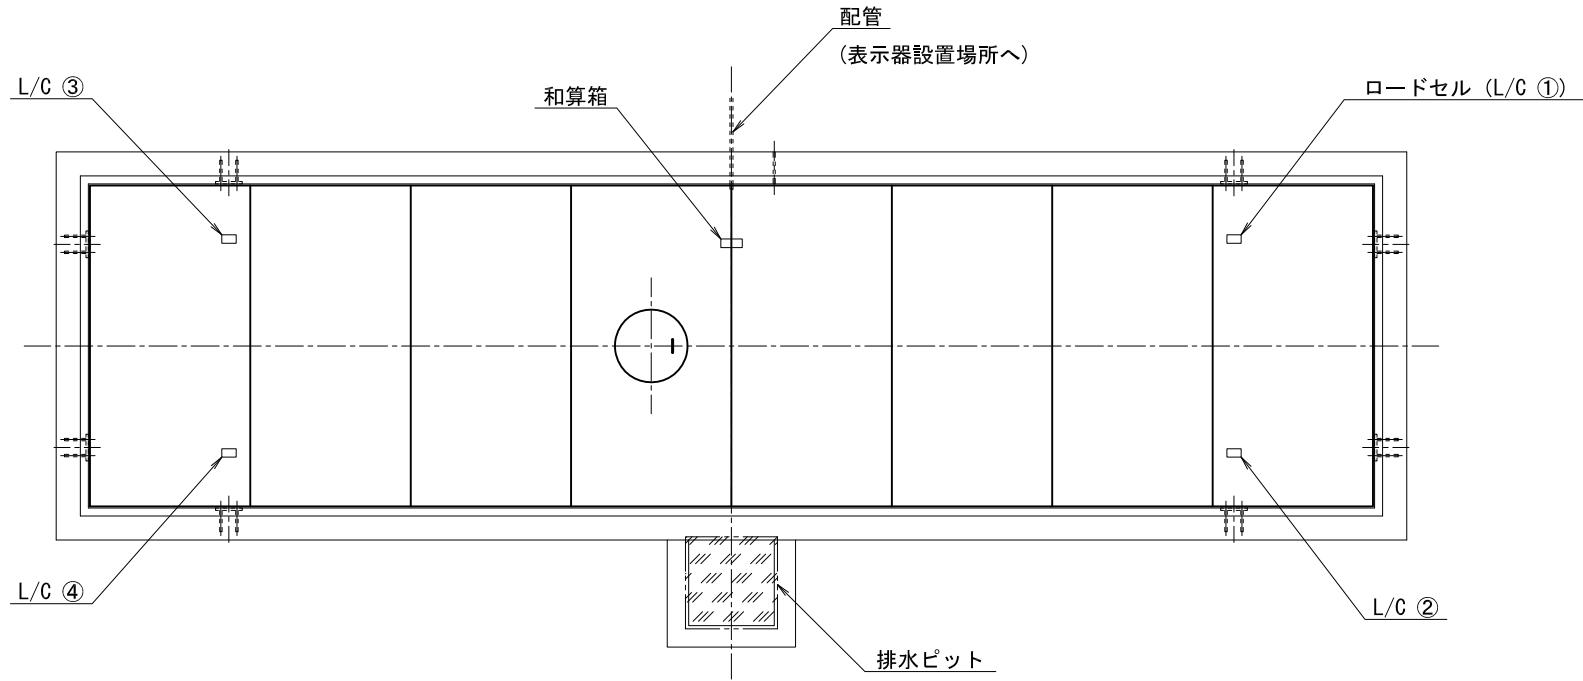 配管
(表示器設置場所へ)
L/C ③
和算箱
ロードセル (L/C ①)
L/C ④
L/C ②
排水ピット